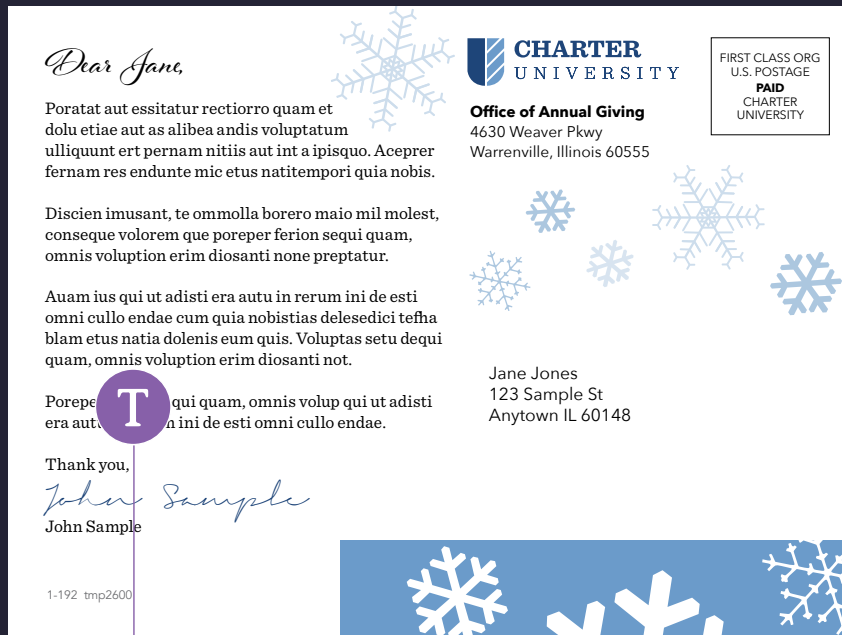 Dear Jane,
Poratat aut essitatur rectiorro quam et
dolu etiae aut as alibea andis voluptatum
ulliquunt ert pernam nitiis aut int a ipisquo. Aceprer
fernam res endunte mic etus natitempori quia nobis.
Discien imusant, te ommolla borero maio mil molest,
conseque volorem que poreper ferion sequi quam,
omnis voluption erim diosanti none preptatur.
Auam ius qui ut adisti era autu in rerum ini de esti
omni cullo endae cum quia nobistias delesedici tefha
blam etus natia dolenis eum quis. Voluptas setu dequi
quam, omnis voluption erim diosanti not.
qui quam, omnis volup qui ut adisti
era ini de esti omni cullo endae.
T
Thank you,
John Sample
John Sample
1-192 tmp2600
CHARTER
UNIVERSITY
Office of Annual Giving
4630 Weaver Pkwy
Warrenville, Illinois 60555
FIRST CLASS ORG
U.S. POSTAGE
PAID
CHARTER
UNIVERSITY
Jane Jones
123 Sample St
Anytown IL 60148